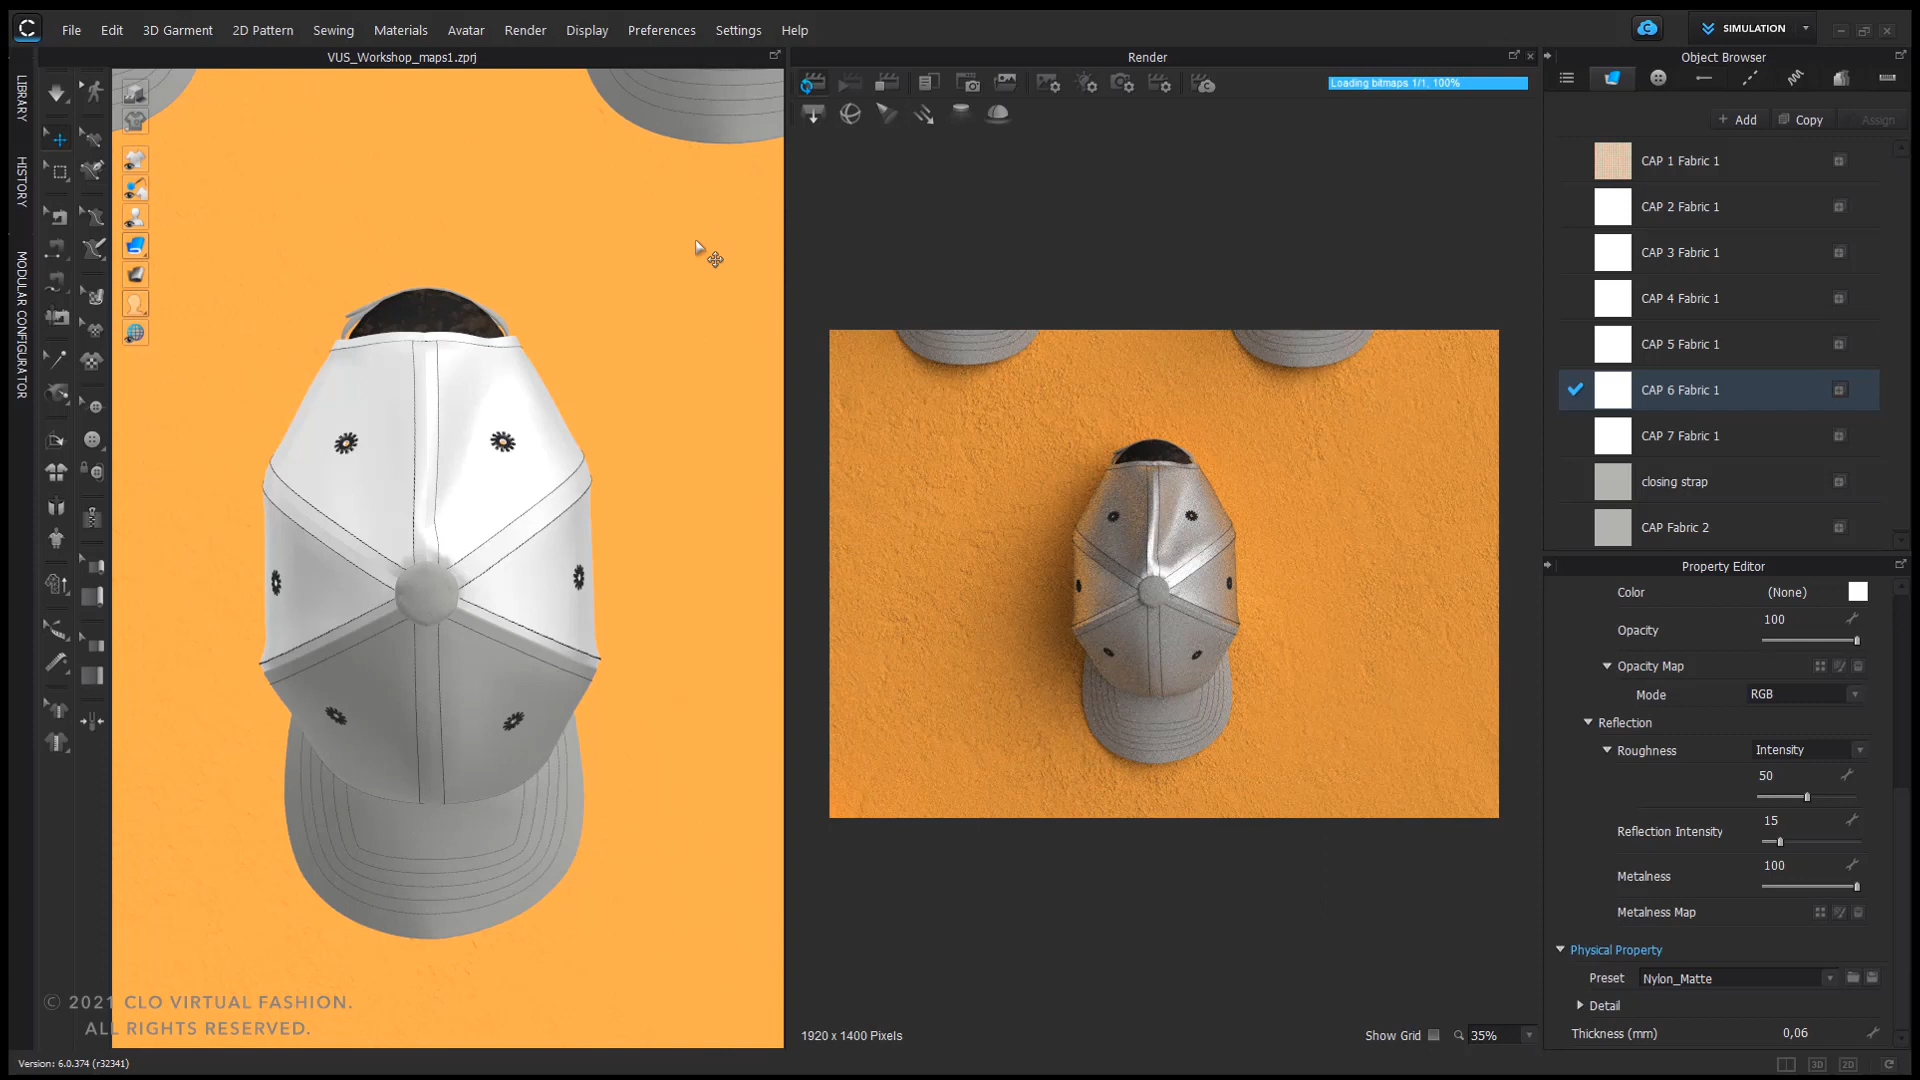 File Edit 3D Garment 2D Pattern Sewing Materials Avatar Render Display Preferences Settings Help
SIMULATION
VUS_Workshop_maps1.zprj
Render
Object Browser
LIBRARY
HISTORY
MODULAR CONFIGURATOR
Loading bitmaps 1/1, 100%
+ Add Copy Assign
CAP 1 Fabric 1
CAP 2 Fabric 1
CAP 3 Fabric 1
CAP 4 Fabric 1
CAP 5 Fabric 1
CAP 6 Fabric 1
CAP 7 Fabric 1
closing strap
CAP Fabric 2
Property Editor
Color (None)
Opacity 100
Opacity Map
Mode RGB
Reflection
Roughness Intensity
50
Reflection Intensity 15
Metalness 100
Metalness Map
Physical Property
Preset Nylon_Matte
Detail
Thickness (mm) 0,06
© 2021 CLO VIRTUAL FASHION.
ALL RIGHTS RESERVED.
1920 x 1400 Pixels
Show Grid 35%
Version: 6.0.374 (r32341)
3D 2D